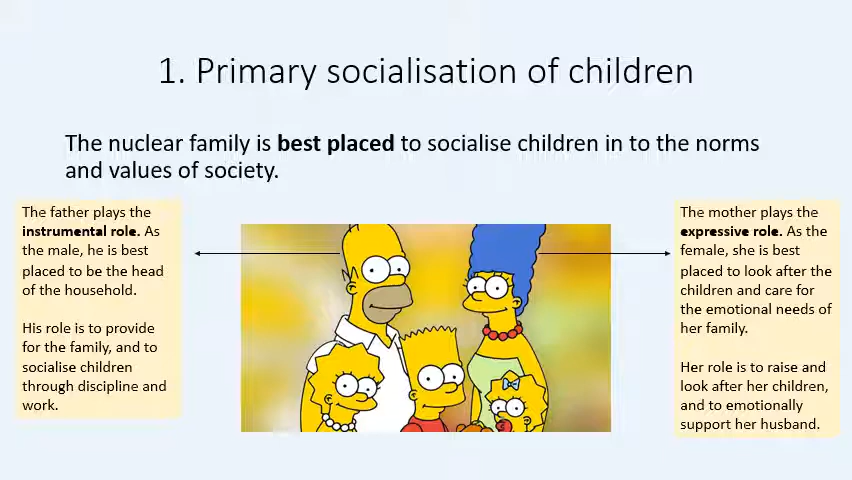 1. Primary socialisation of children
The nuclear family is best placed to socialise children in to the norms
and values of society.
The father plays the
instrumental role. As
the male, he is best
placed to be the head
of the household.
His role is to provide
for the family, and to
socialise children
through discipline and
work.
The mother plays the
expressive role. As the
female, she is best
placed to look after the
children and care for
the emotional needs of
her family.
Her role is to raise and
look after her children,
and to emotionally
support her husband.